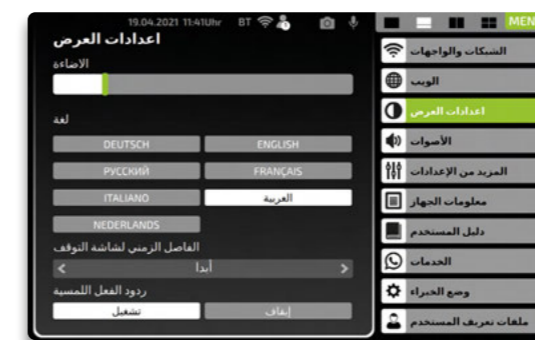 19.04.2021 11:41Uhr BT
MEN
اعدادات العرض
الاضاءة
لغة
DEUTSCH
ENGLISH
РУССКИЙ
FRANÇAIS
ITALIANO
العربية
NEDERLANDS
الفاصل الزمني لشاشة التوقف
أبدا
ردود الفعل اللمسية
تشغيل
إيقاف
الشبكات والواجهات
الويب
اعدادات العرض
الأصوات
المزيد من الإعدادات
معلومات الجهاز
دليل المستخدم
الخدمات
وضع الخبراء
ملفات تعريف المستخدم